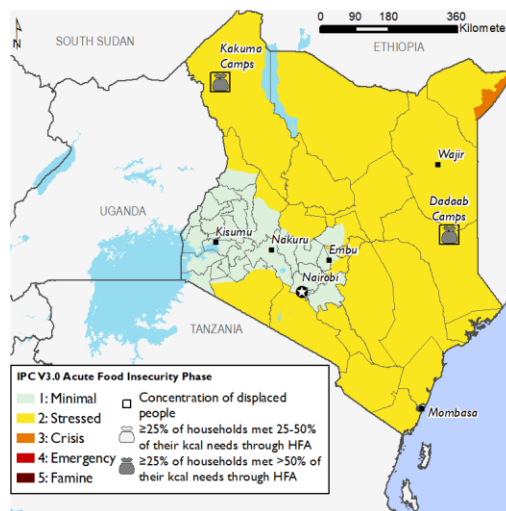 0 90 180 360
Kilomete
N
SOUTH SUDAN
ETHIOPIA
Kakuma
Camps
Wajir
Dadaab
Camps
UGANDA
Kisumu
Nakuru
Embu
Nairobi
TANZANIA
Mombasa
IPC V3.0 Acute Food Insecurity Phase
1: Minimal
2: Stressed
3: Crisis
4: Emergency
5: Famine
Concentration of displaced
people
≥25% of households met 25-50%
of their kcal needs through HFA
≥25% of households met >50% of
their kcal needs through HFA